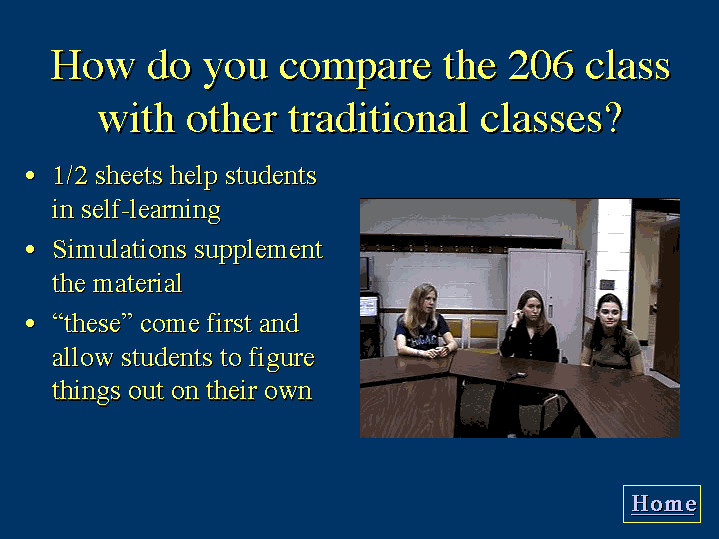 How do you compare the 206 class
with other traditional classes?
• 1/2 sheets help students
in self-learning
• Simulations supplement
the material
• “these” come first and
allow students to figure
things out on their own
Home